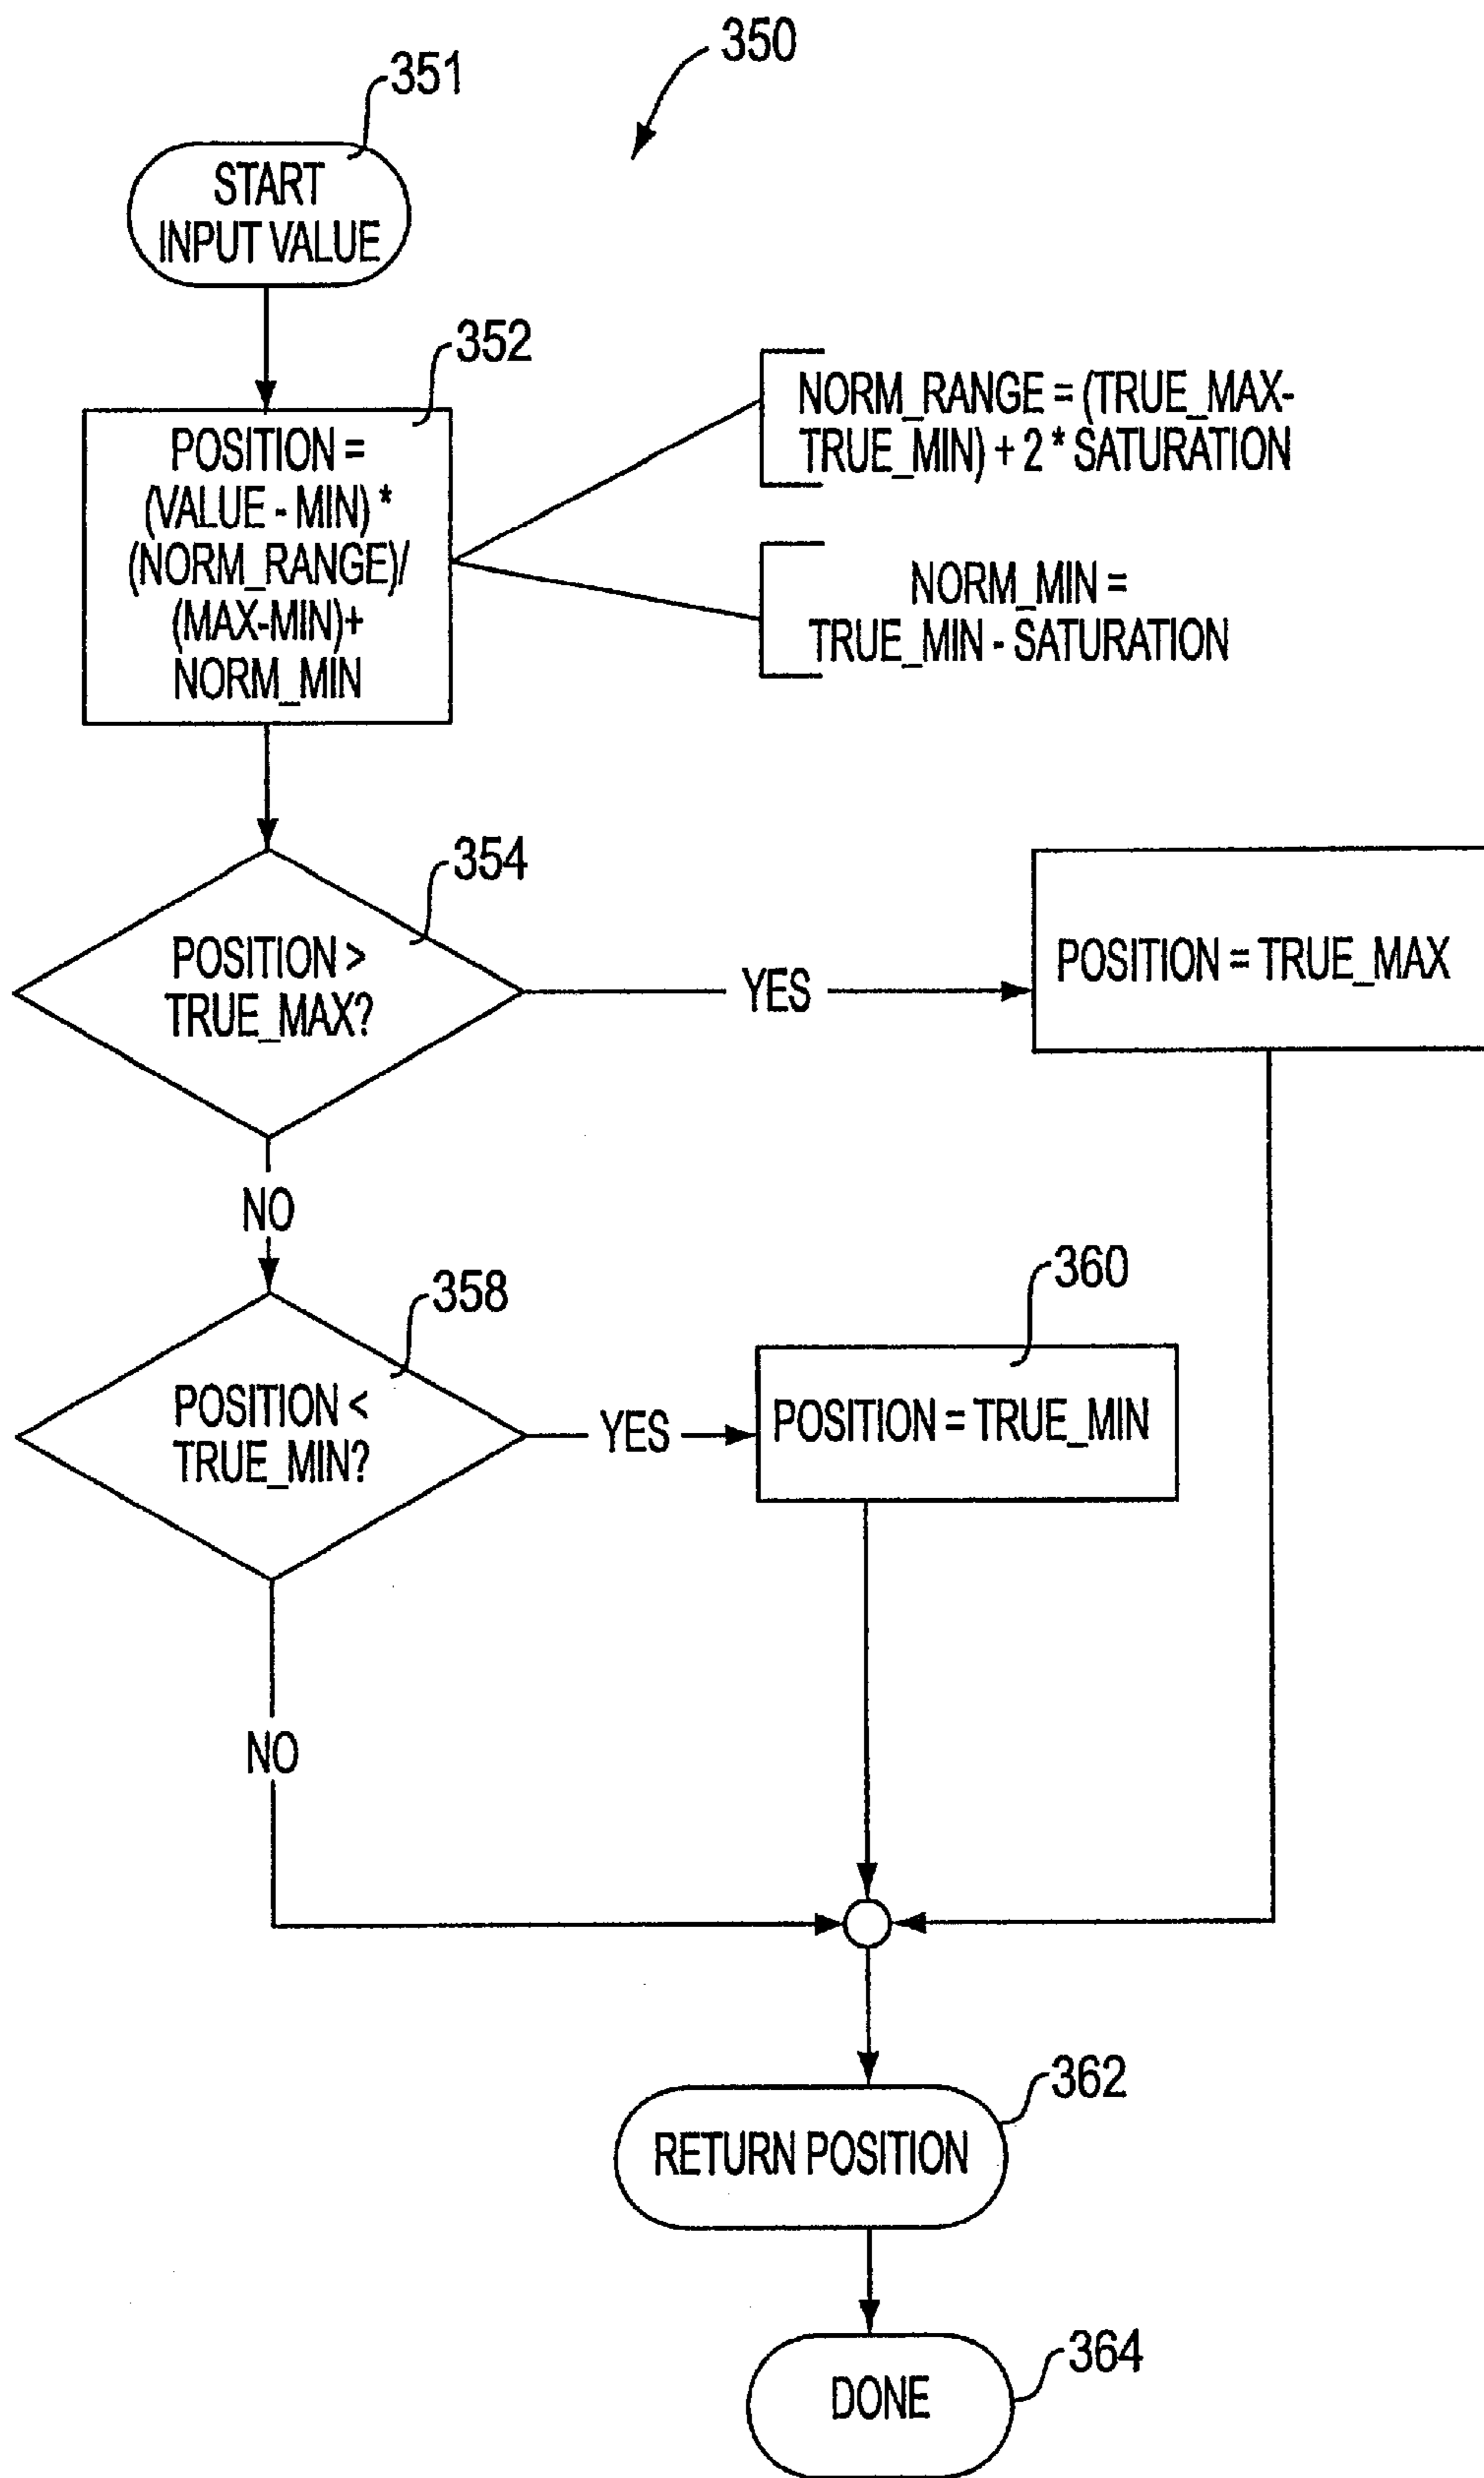 350
351
START
INPUT VALUE
352
POSITION =
(VALUE - MIN) *
(NORM_RANGE)/
(MAX-MIN)+
NORM_MIN
NORM_RANGE = (TRUE_MAX-
TRUE_MIN) + 2 * SATURATION
NORM_MIN =
TRUE_MIN - SATURATION
354
POSITION >
TRUE_MAX?
YES
POSITION = TRUE_MAX
NO
358
POSITION <
TRUE_MIN?
YES
360
POSITION = TRUE_MIN
NO
362
RETURN POSITION
364
DONE